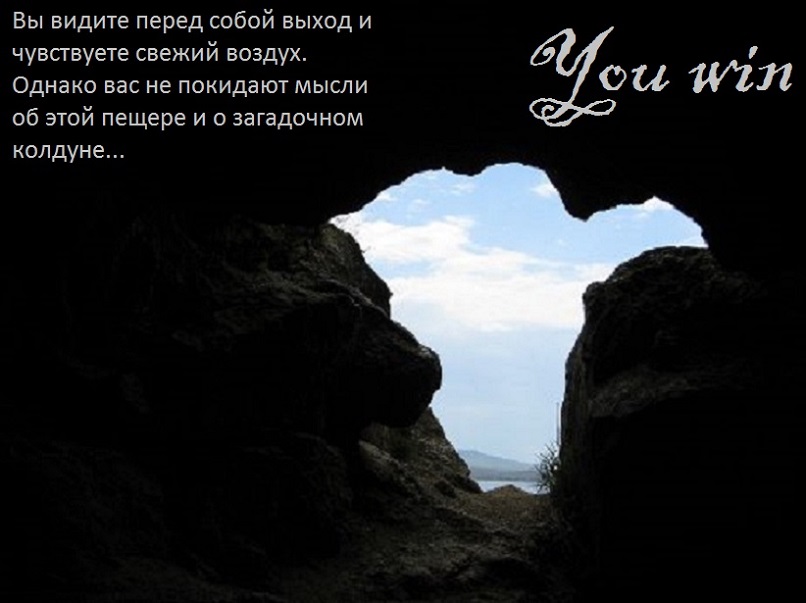 Вы видите перед собой выход и
чувствуете свежий воздух.
Однако вас не покидают мысли
об этой пещере и о загадочном
колдуне...
You win